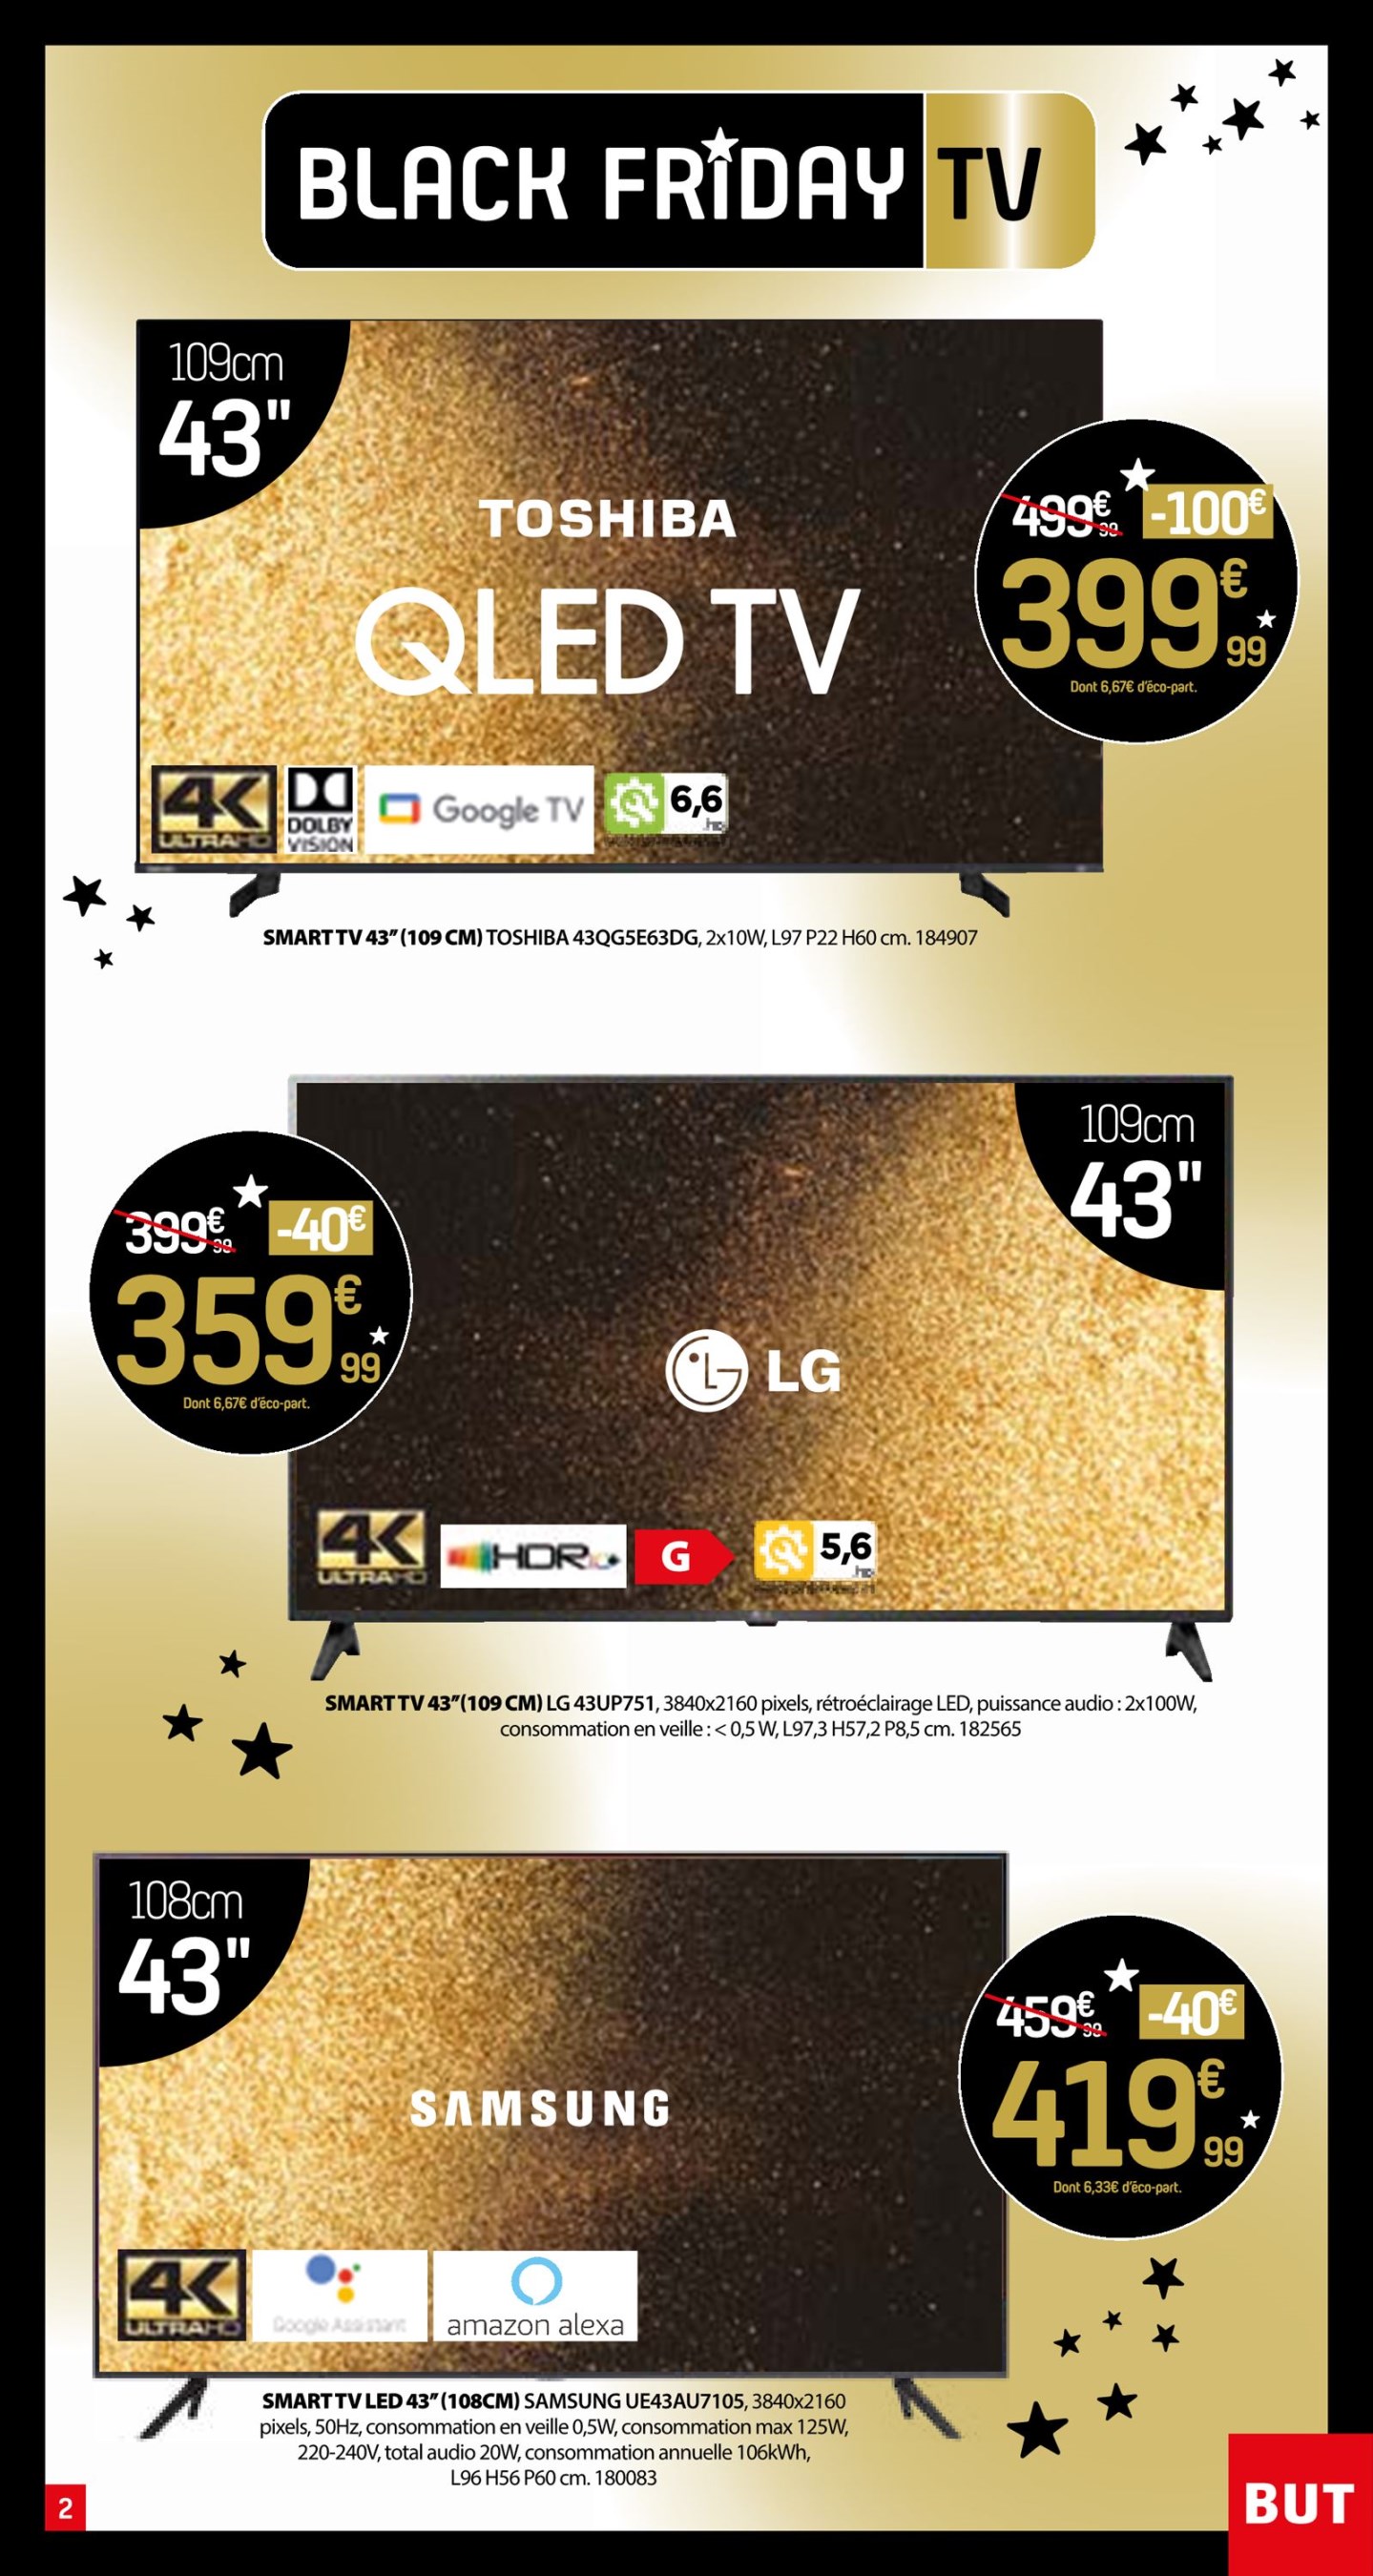 BLACK FRIDAY TV
109cm
43"
TOSHIBA
QLED TV
499€99 -100€
399€99
Dont 6,67€ d'éco-part.
4K
ULTRA HD
DOLBY
VISION
Google TV
6,6
SMART TV 43" (109 CM) TOSHIBA 43QG5E63DG, 2x10W, L97 P22 H60 cm. 184907
109cm
43"
399€99 -40€
359€99
Dont 6,67€ d'éco-part.
LG
4K
ULTRA HD
HDR
G
5,6
SMART TV 43" (109 CM) LG 43UP751, 3840x2160 pixels, rétroéclairage LED, puissance audio : 2x100W,
consommation en veille : < 0,5 W, L97,3 H57,2 P8,5 cm. 182565
108cm
43"
459€99 -40€
419€99
Dont 6,33€ d'éco-part.
SAMSUNG
4K
ULTRA HD
Google Assistant
amazon alexa
SMART TV LED 43" (108CM) SAMSUNG UE43AU7105, 3840x2160
pixels, 50Hz, consommation en veille 0,5W, consommation max 125W,
220-240V, total audio 20W, consommation annuelle 106kWh,
L96 H56 P60 cm. 180083
2
BUT